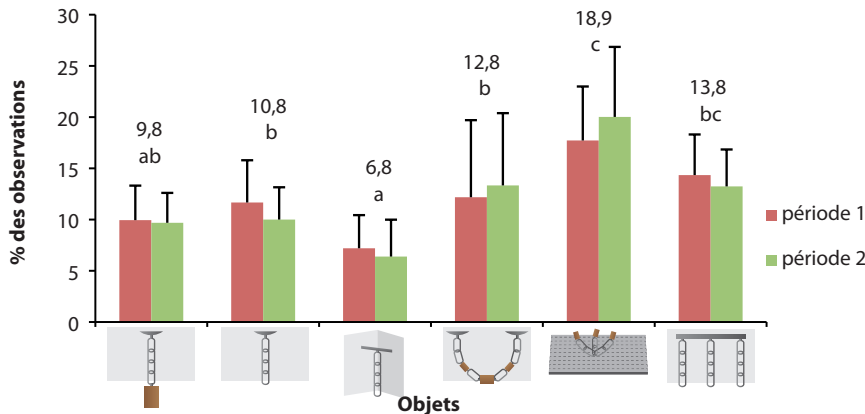 % des observations
30
25
20
15
10
5
0
9,8
ab
10,8
b
6,8
a
12,8
b
18,9
c
13,8
bc
période 1
période 2
Objets